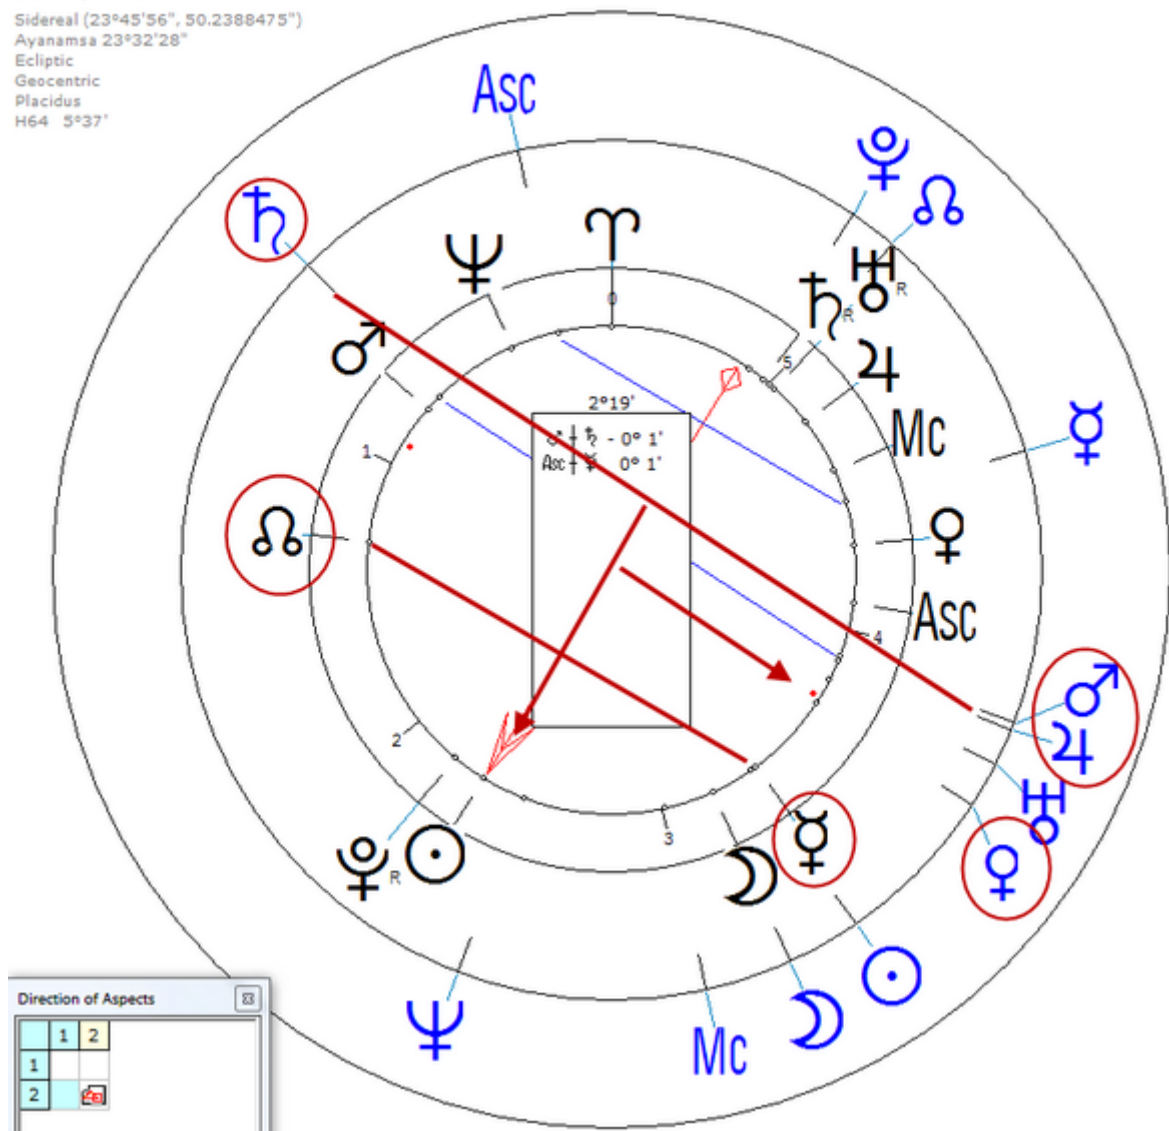 Sidereal (23°45'56", 50.2388475")
Ayanamsa 23°32'28"
Ecliptic
Geocentric
Placidus
H64 5°37'
Asc
♇
☊
♄
♆
♈
♅ R
0
♄ R
♂
5
♃
☿
2°19'
Mc
♂ ┼ ♄ - 0° 1'
1
Asc ┼ ☿ 0° 1'
☊
♀
Asc
4
♂
♃
2
♅
3
☿
♇ R
☉
☽
♀
☉
♆
☽
Mc
Direction of Aspects
1 2
1
2